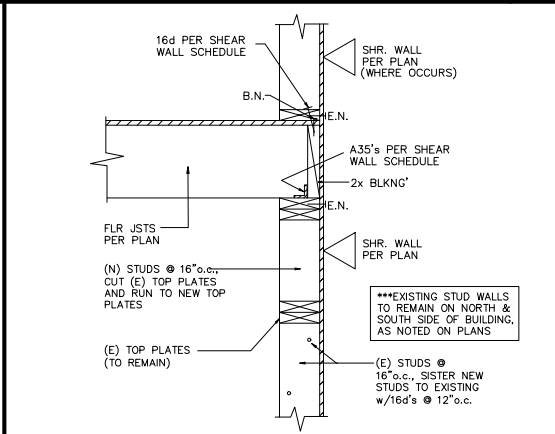 16d PER SHEAR
WALL SCHEDULE
SHR. WALL
PER PLAN
(WHERE OCCURS)
B.N.
E.N.
A35's PER SHEAR
WALL SCHEDULE
2x BLKNG'
E.N.
FLR JSTS
PER PLAN
SHR. WALL
PER PLAN
(N) STUDS @ 16"o.c.,
CUT (E) TOP PLATES
AND RUN TO NEW TOP
PLATES
***EXISTING STUD WALLS
TO REMAIN ON NORTH &
SOUTH SIDE OF BUILDING,
AS NOTED ON PLANS
(E) TOP PLATES
(TO REMAIN)
(E) STUDS @
16"o.c., SISTER NEW
STUDS TO EXISTING
w/16d's @ 12"o.c.